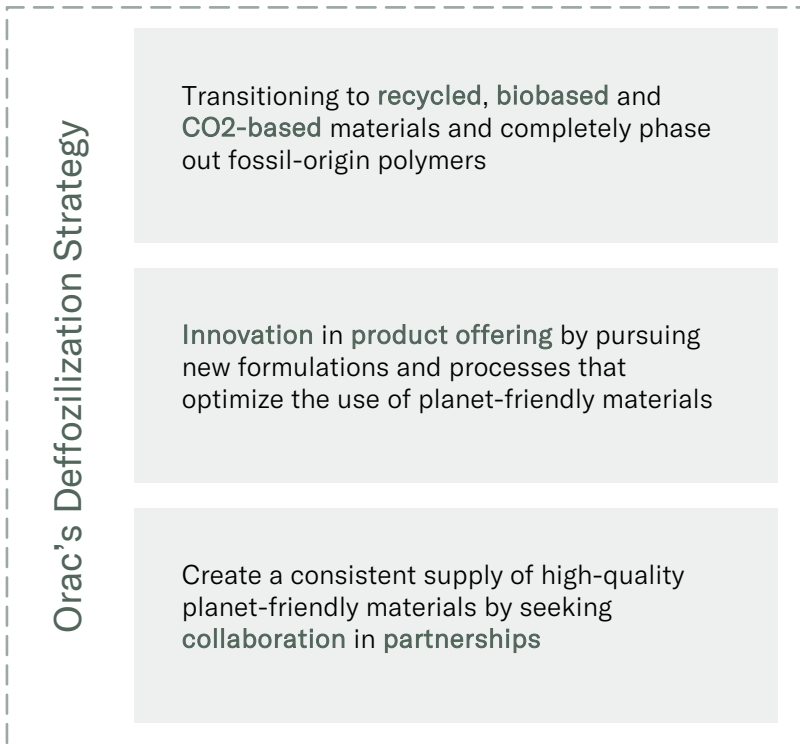 Orac’s Deffozilization Strategy
Transitioning to recycled, biobased and
CO2-based materials and completely phase
out fossil-origin polymers
Innovation in product offering by pursuing
new formulations and processes that
optimize the use of planet-friendly materials
Create a consistent supply of high-quality
planet-friendly materials by seeking
collaboration in partnerships